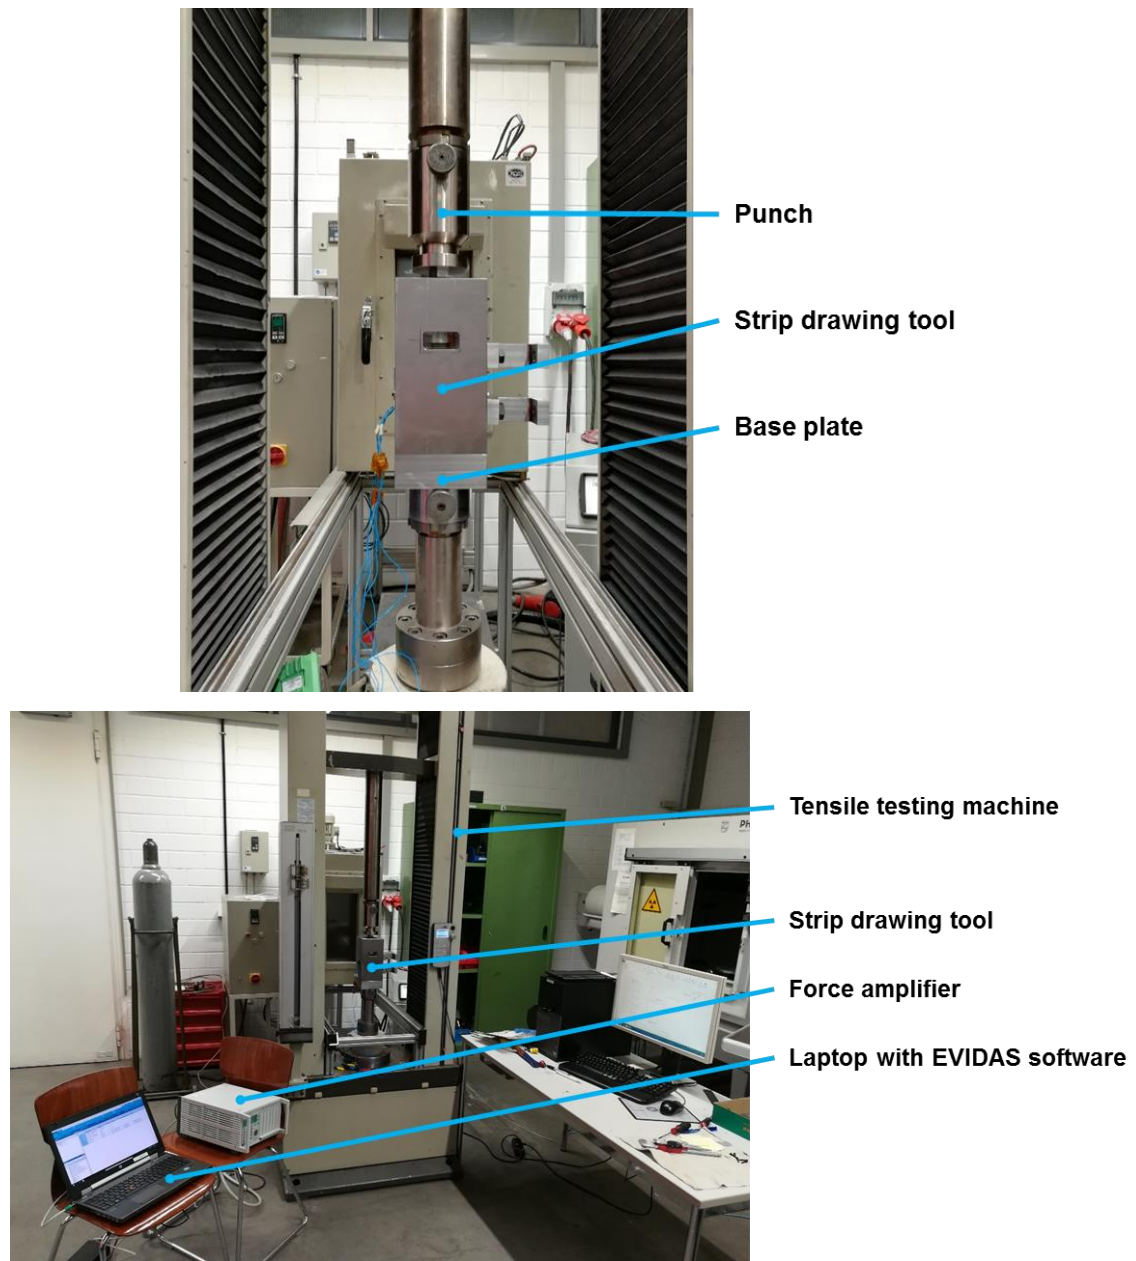 Punch
Strip drawing tool
Base plate
Tensile testing machine
Strip drawing tool
Force amplifier
Laptop with EVIDAS software